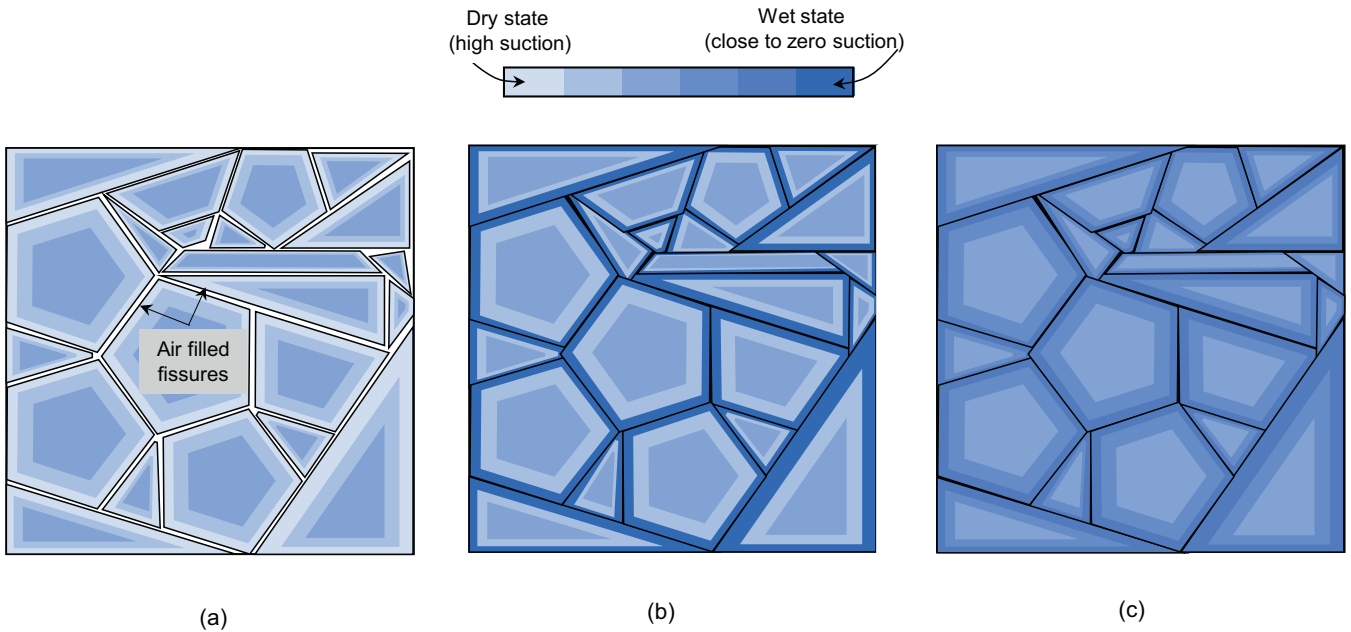 Dry state
(high suction)
Wet state
(close to zero suction)
Air filled
fissures
(a)
(b)
(c)